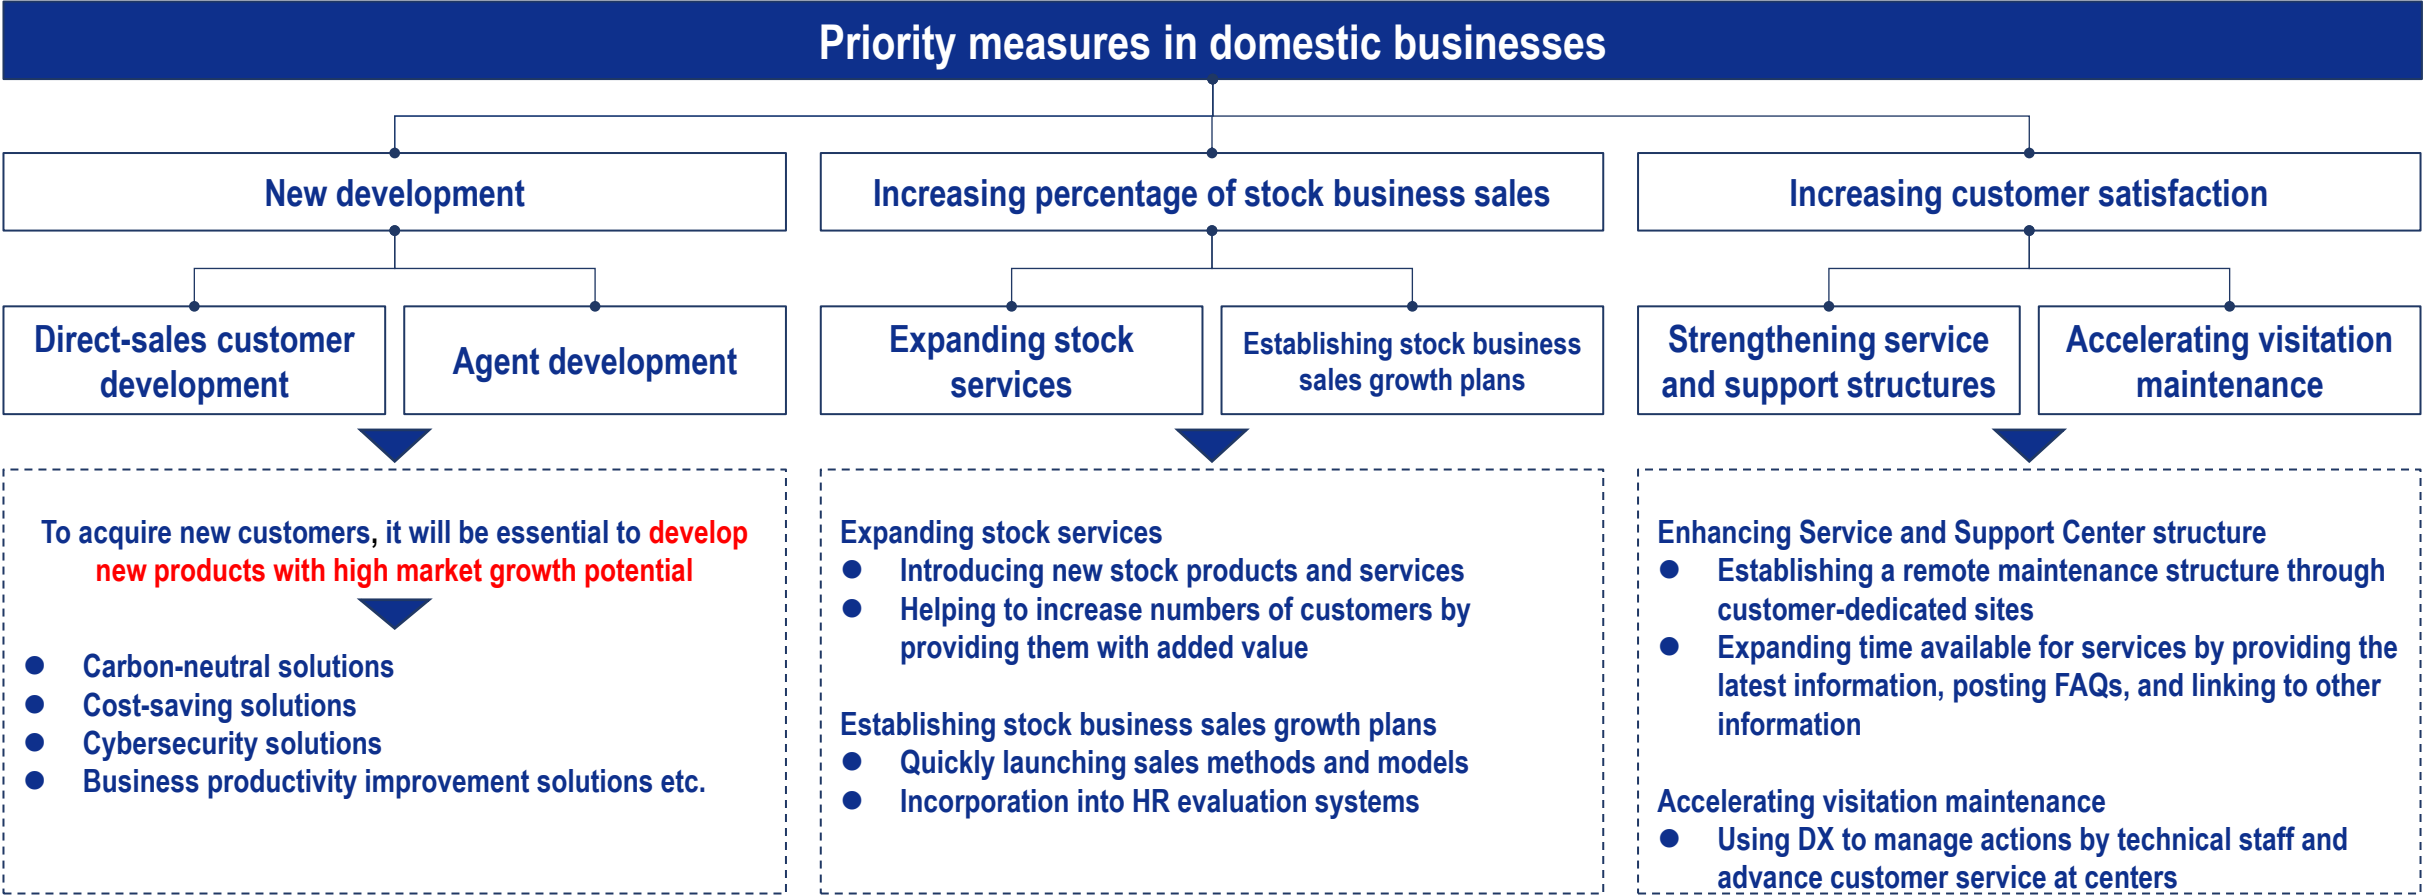 Priority measures in domestic businesses
New development
Increasing percentage of stock business sales
Increasing customer satisfaction
Direct-sales customer
development
Agent development
Expanding stock
services
Establishing stock business
sales growth plans
Strengthening service
and support structures
Accelerating visitation
maintenance
To acquire new customers, it will be essential to develop
new products with high market growth potential
● Carbon-neutral solutions
● Cost-saving solutions
● Cybersecurity solutions
● Business productivity improvement solutions etc.
Expanding stock services
● Introducing new stock products and services
● Helping to increase numbers of customers by
providing them with added value
Establishing stock business sales growth plans
● Quickly launching sales methods and models
● Incorporation into HR evaluation systems
Enhancing Service and Support Center structure
● Establishing a remote maintenance structure through
customer-dedicated sites
● Expanding time available for services by providing the
latest information, posting FAQs, and linking to other
information
Accelerating visitation maintenance
● Using DX to manage actions by technical staff and
advance customer service at centers